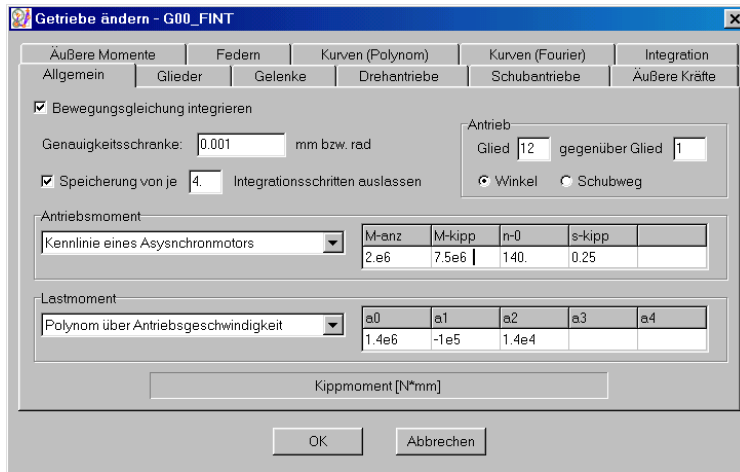 Getriebe ändern - G00_FINT
Äußere Momente Federn Kurven (Polynom) Kurven (Fourier) Integration
Allgemein Glieder Gelenke Drehantriebe Schubantriebe Äußere Kräfte
Bewegungsgleichung integrieren
Genauigkeitsschranke: 0.001 mm bzw. rad
Antrieb
Glied 12 gegenüber Glied 1
Speicherung von je 4. Integrationsschritten auslassen
Winkel Schubweg
Antriebsmoment
Kennlinie eines Asysnchronmotors
M-anz M-kipp n-0 s-kipp
2.e6 7.5e6 140. 0.25
Lastmoment
Polynom über Antriebsgeschwindigkeit
a0 a1 a2 a3 a4
1.4e6 -1e5 1.4e4
Kippmoment [N*mm]
OK Abbrechen